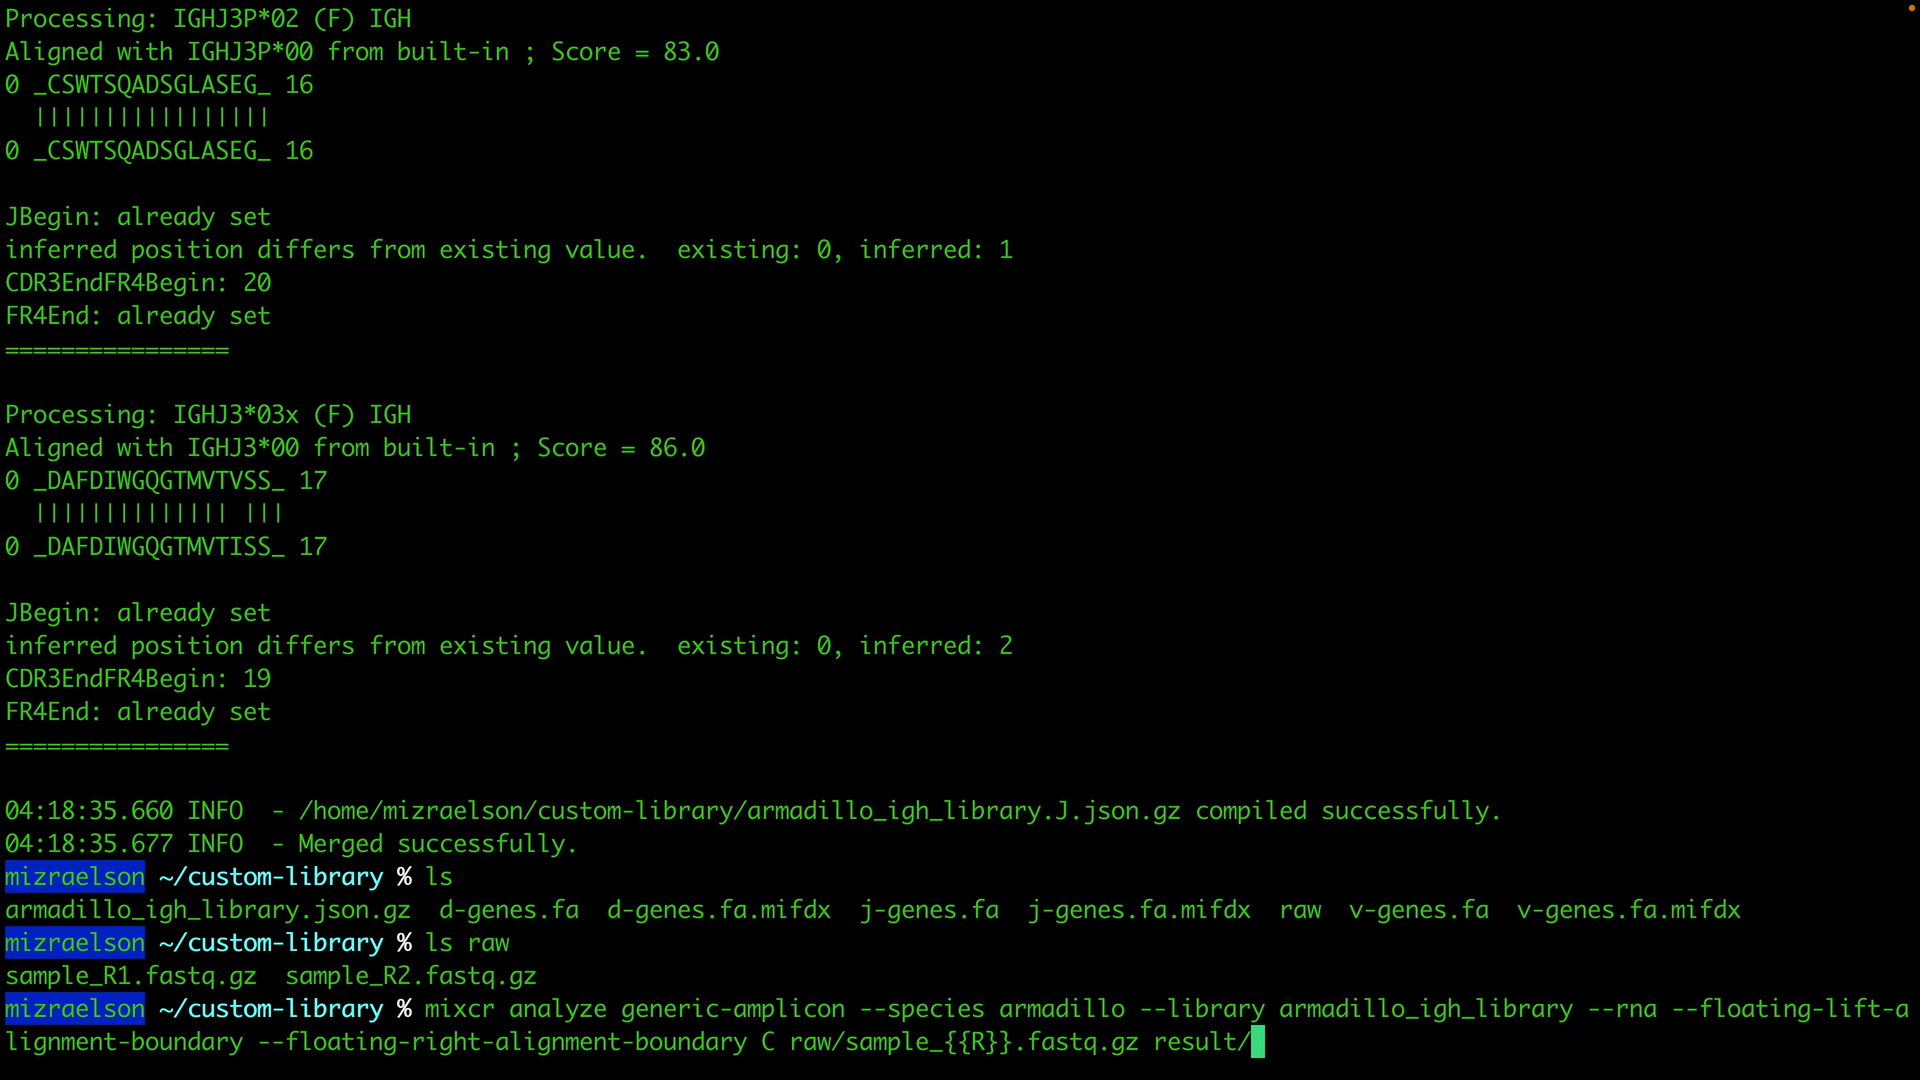 Processing: IGHJ3P*02 (F) IGH
Aligned with IGHJ3P*00 from built-in ; Score = 83.0
0 _CSWTSQADSGLASEG_ 16
||||||||||||||||
0 _CSWTSQADSGLASEG_ 16
JBegin: already set
inferred position differs from existing value.  existing: 0, inferred: 1
CDR3EndFR4Begin: 20
FR4End: already set
================
Processing: IGHJ3*03x (F) IGH
Aligned with IGHJ3*00 from built-in ; Score = 86.0
0 _DAFDIWGQGTMVTVSS_ 17
|||||||||||||| |||
0 _DAFDIWGQGTMVTISS_ 17
JBegin: already set
inferred position differs from existing value.  existing: 0, inferred: 2
CDR3EndFR4Begin: 19
FR4End: already set
================
04:18:35.660 INFO  - /home/mizraelson/custom-library/armadillo_igh_library.J.json.gz compiled successfully.
04:18:35.677 INFO  - Merged successfully.
mizraelson ~/custom-library % ls
armadillo_igh_library.json.gz  d-genes.fa  d-genes.fa.mifdx  j-genes.fa  j-genes.fa.mifdx  raw  v-genes.fa  v-genes.fa.mifdx
mizraelson ~/custom-library % ls raw
sample_R1.fastq.gz  sample_R2.fastq.gz
mizraelson ~/custom-library % mixcr analyze generic-amplicon --species armadillo --library armadillo_igh_library --rna --floating-lift-a
lignment-boundary --floating-right-alignment-boundary C raw/sample_{{R}}.fastq.gz result/